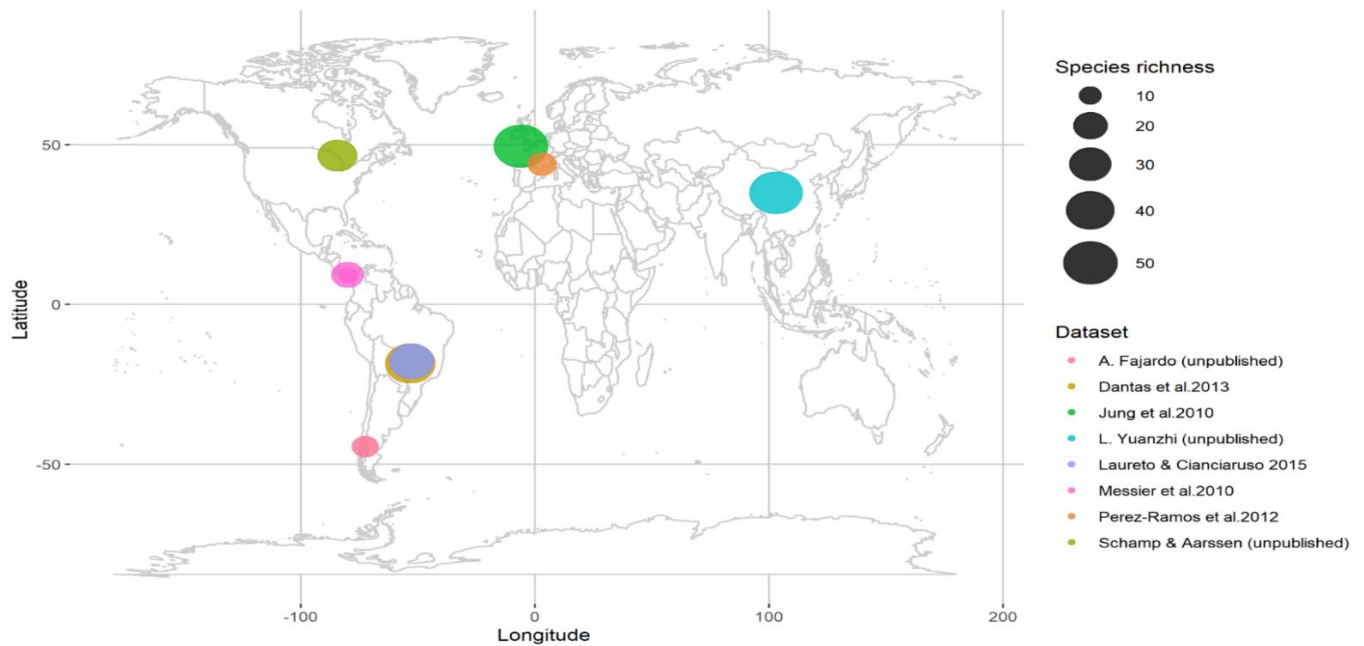 Species richness
10
20
30
40
50
Dataset
A. Fajardo (unpublished)
Dantas et al.2013
Jung et al.2010
L. Yuanzhi (unpublished)
Laureto & Cianciaruso 2015
Messier et al.2010
Perez-Ramos et al.2012
Schamp & Aarssen (unpublished)
Latitude
50
0
-50
-100
0
100
200
Longitude